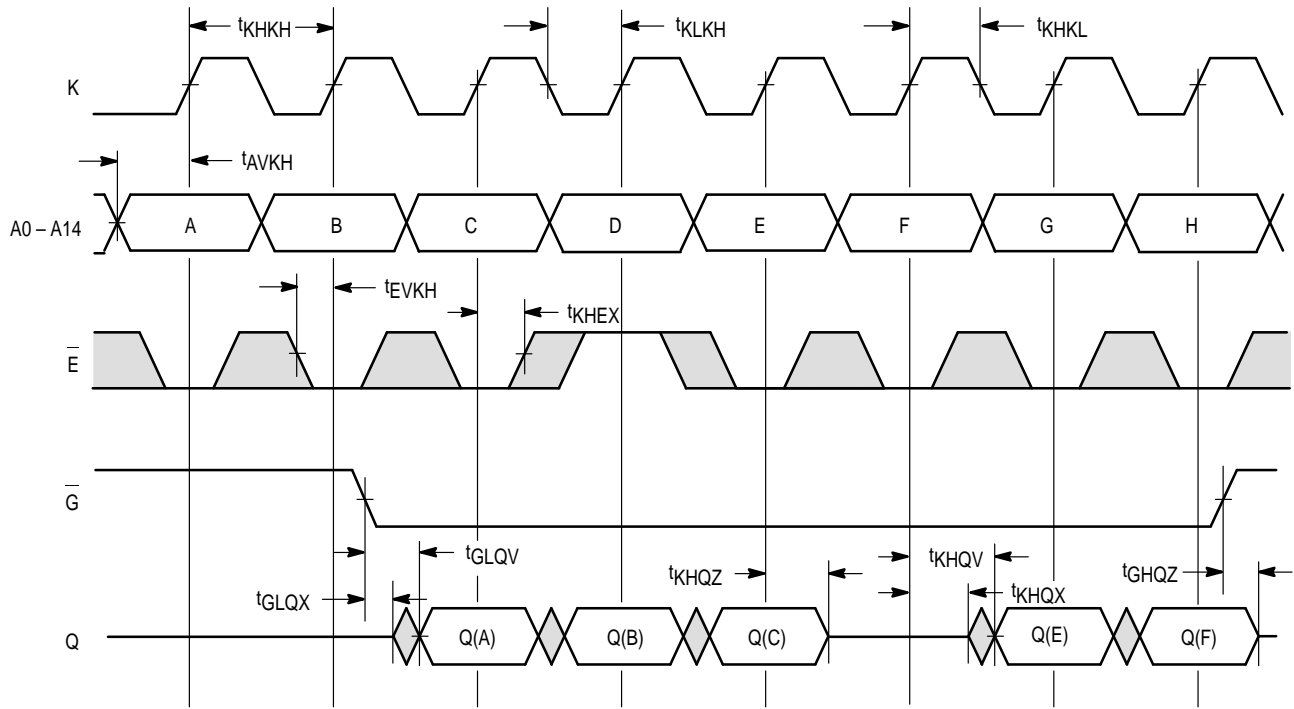 tKHKH tKLKH tKHKL
K
tAVKH
A0 – A14 A B C D E F G H
tEVKH tKHEX
E
G
tGLQV tKHQZ tKHQV tGHQZ
tGLQX tKHQX
Q Q(A) Q(B) Q(C) Q(E) Q(F)